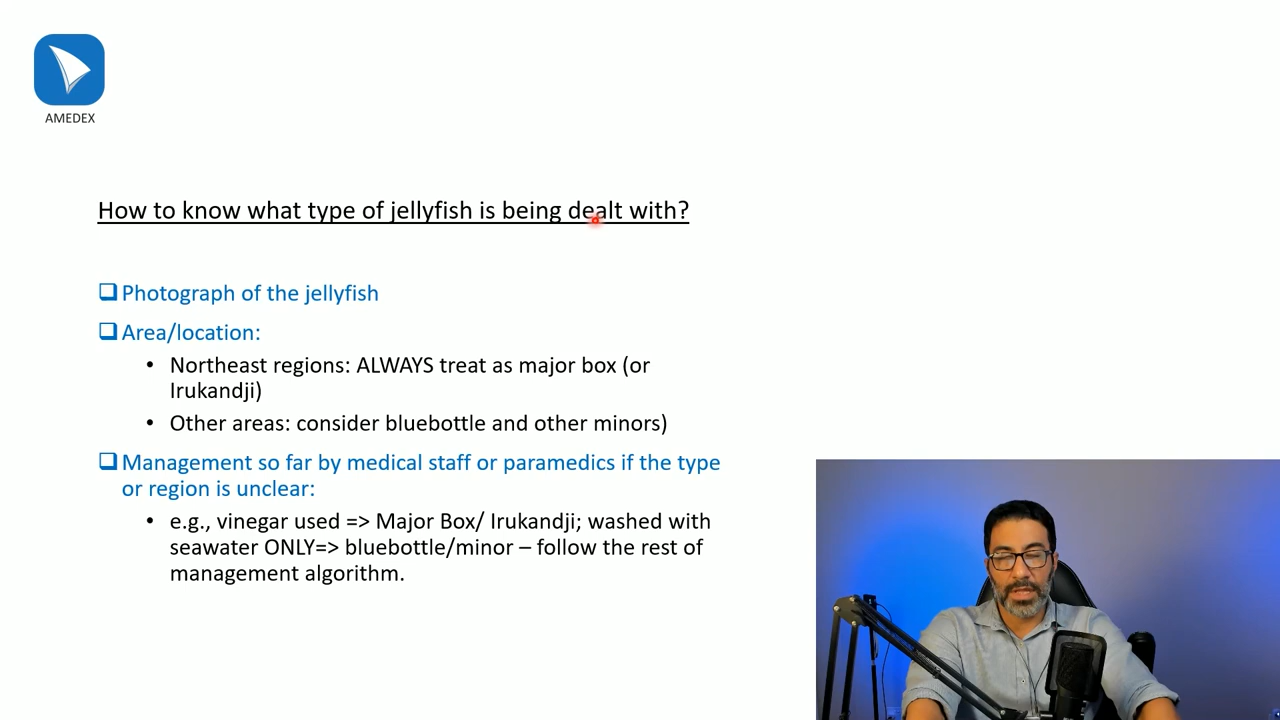 AMEDEX
How to know what type of jellyfish is being dealt with?
❑ Photograph of the jellyfish
❑ Area/location:
• Northeast regions: ALWAYS treat as major box (or
Irukandji)
• Other areas: consider bluebottle and other minors)
❑ Management so far by medical staff or paramedics if the type
or region is unclear:
• e.g., vinegar used => Major Box/ Irukandji; washed with
seawater ONLY=> bluebottle/minor – follow the rest of
management algorithm.